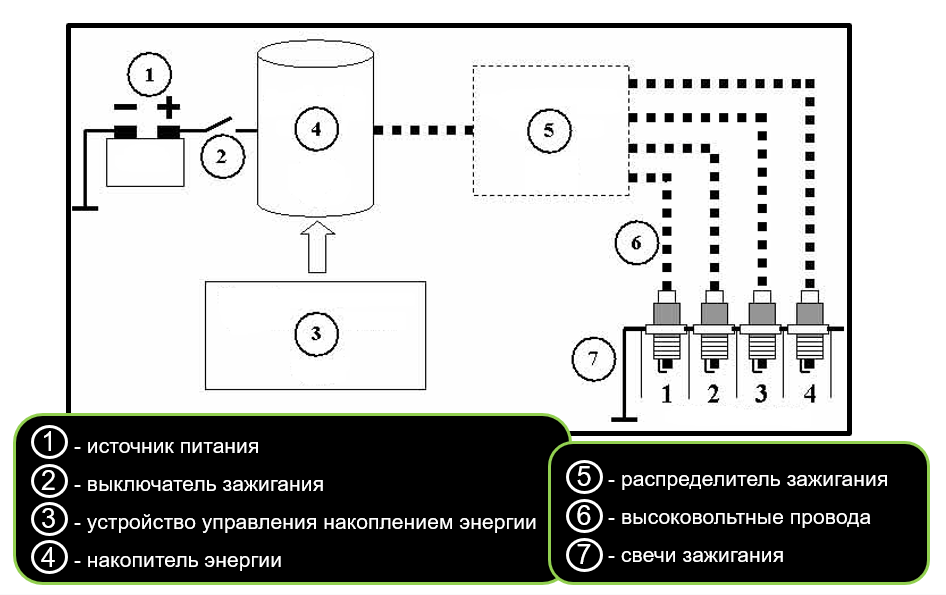 1
− +
2
4
5
6
3
7
1 2 3 4
1 - источник питания
2 - выключатель зажигания
3 - устройство управления накоплением энергии
4 - накопитель энергии
5 - распределитель зажигания
6 - высоковольтные провода
7 - свечи зажигания